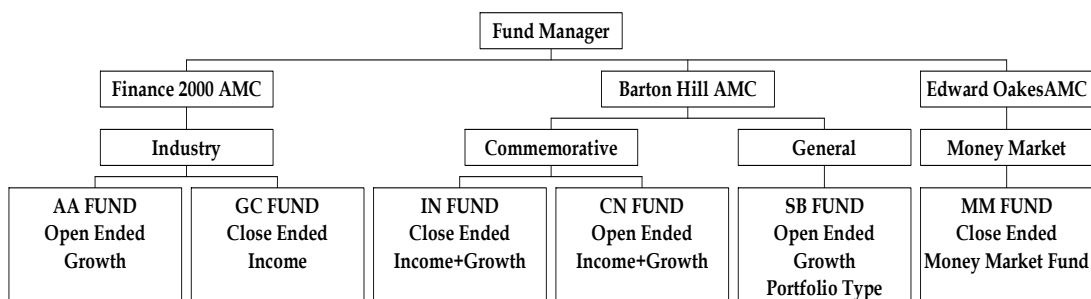 Fund Manager
Finance 2000 AMC
Barton Hill AMC
Edward OakesAMC
Industry
Commemorative
General
Money Market
AA FUND
Open Ended
Growth
GC FUND
Close Ended
Income
IN FUND
Close Ended
Income+Growth
CN FUND
Open Ended
Income+Growth
SB FUND
Open Ended
Growth
Portfolio Type
MM FUND
Close Ended
Money Market Fund